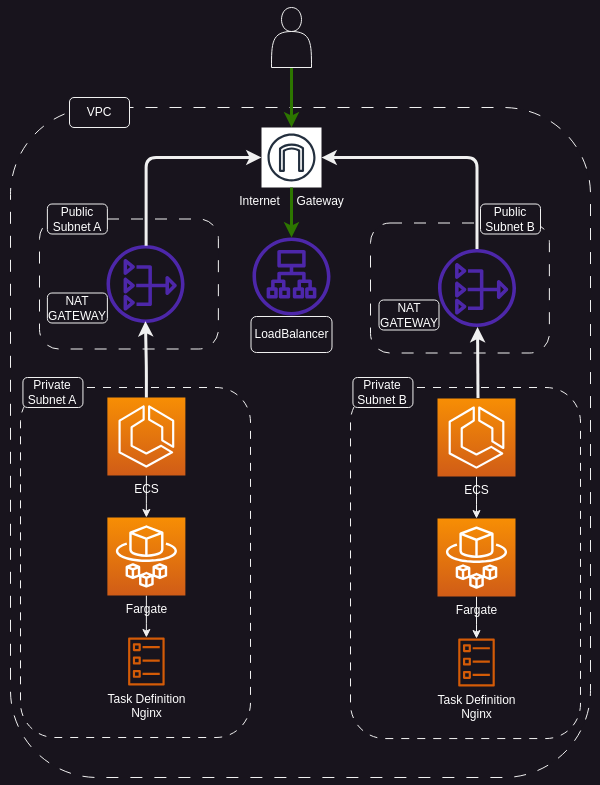 VPC
Internet Gateway
Public
Subnet A
NAT
GATEWAY
LoadBalancer
Public
Subnet B
NAT
GATEWAY
Private
Subnet A
ECS
Fargate
Task Definition
Nginx
Private
Subnet B
ECS
Fargate
Task Definition
Nginx